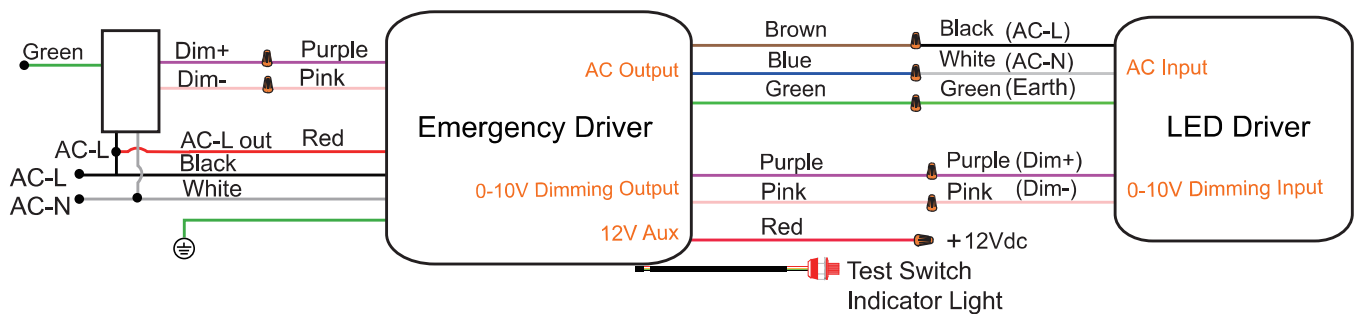 Green
Dim+ Purple
Dim- Pink
AC-L
AC-L out Red
AC-L
Black
AC-N
White
Emergency Driver
AC Output
0-10V Dimming Output
12V Aux
Brown Black (AC-L)
Blue White (AC-N)
Green Green (Earth)
Purple Purple (Dim+)
Pink Pink (Dim-)
Red +12Vdc
Test Switch
Indicator Light
AC Input
LED Driver
0-10V Dimming Input